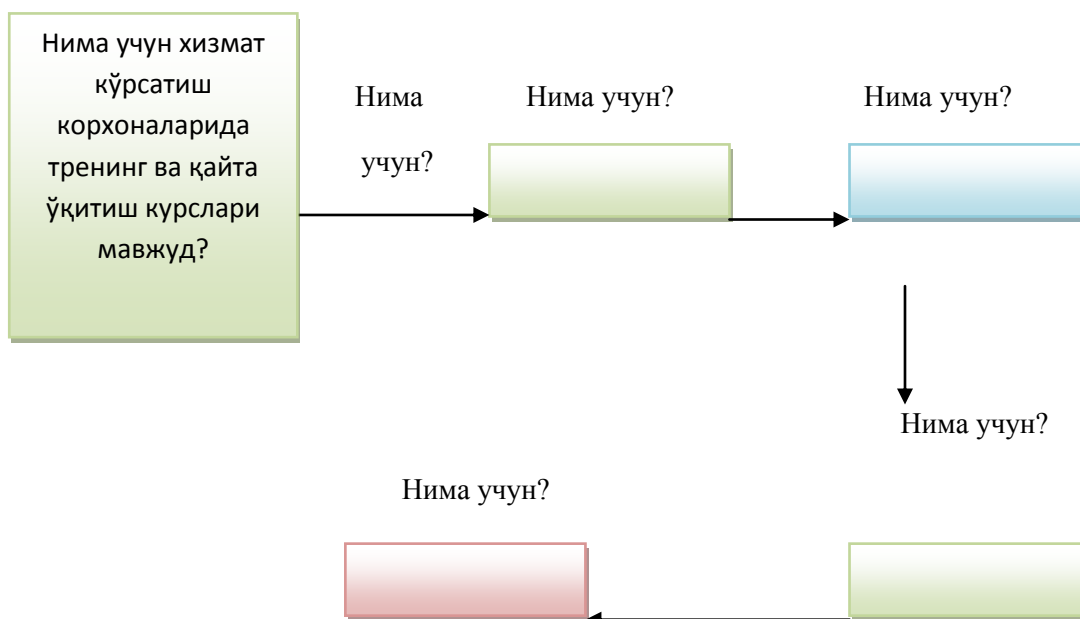 Нима учун хизмат
кўрсатиш
корхоналарида
тренинг ва қайта
ўқитиш курслари
мавжуд?
Нима
учун?
Нима учун?
Нима учун?
Нима учун?
Нима учун?